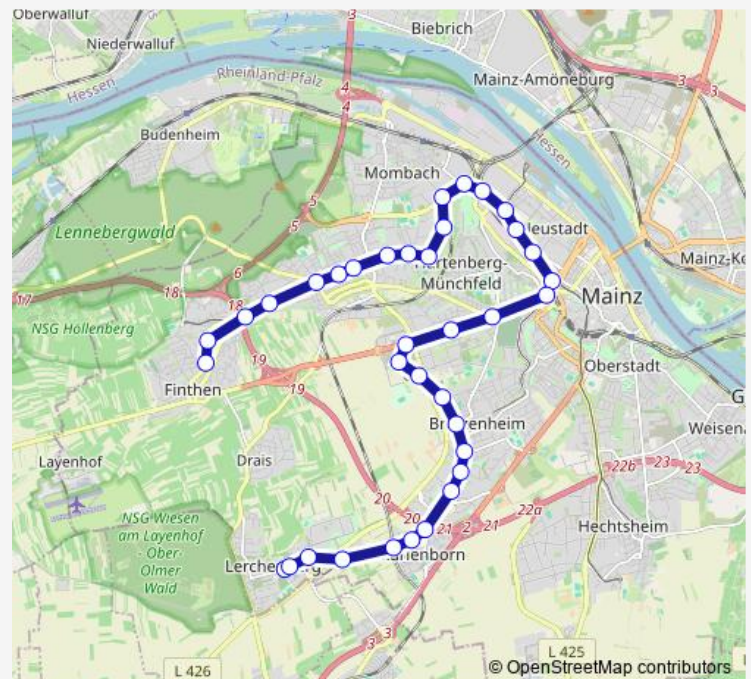 Oberwalluf
3
Biebrich
Niederwalluf
Mainz-Amöneburg
3
3
Hessen
Rheinland-Pfalz
4
4
Budenheim
Hessen
Mombach
5
5
Neustadt
Lennebergwald
Mainz-Ko
6
Hartenberg-
Münchfeld
17
18
18
Mainz
NSG Höllenberg
19
Oberstadt
19
Finthen
G
Bretzenheim
Weisena
Layenhof
Drais
22b
23
23
20
20
22a
NSG Wiesen
am Layenhof
- Ober-
Olmer
Wald
21
2
21
Hechtsheim
Lerchenberg
Marienborn
3
3
L 426
L 425
© OpenStreetMap contributors